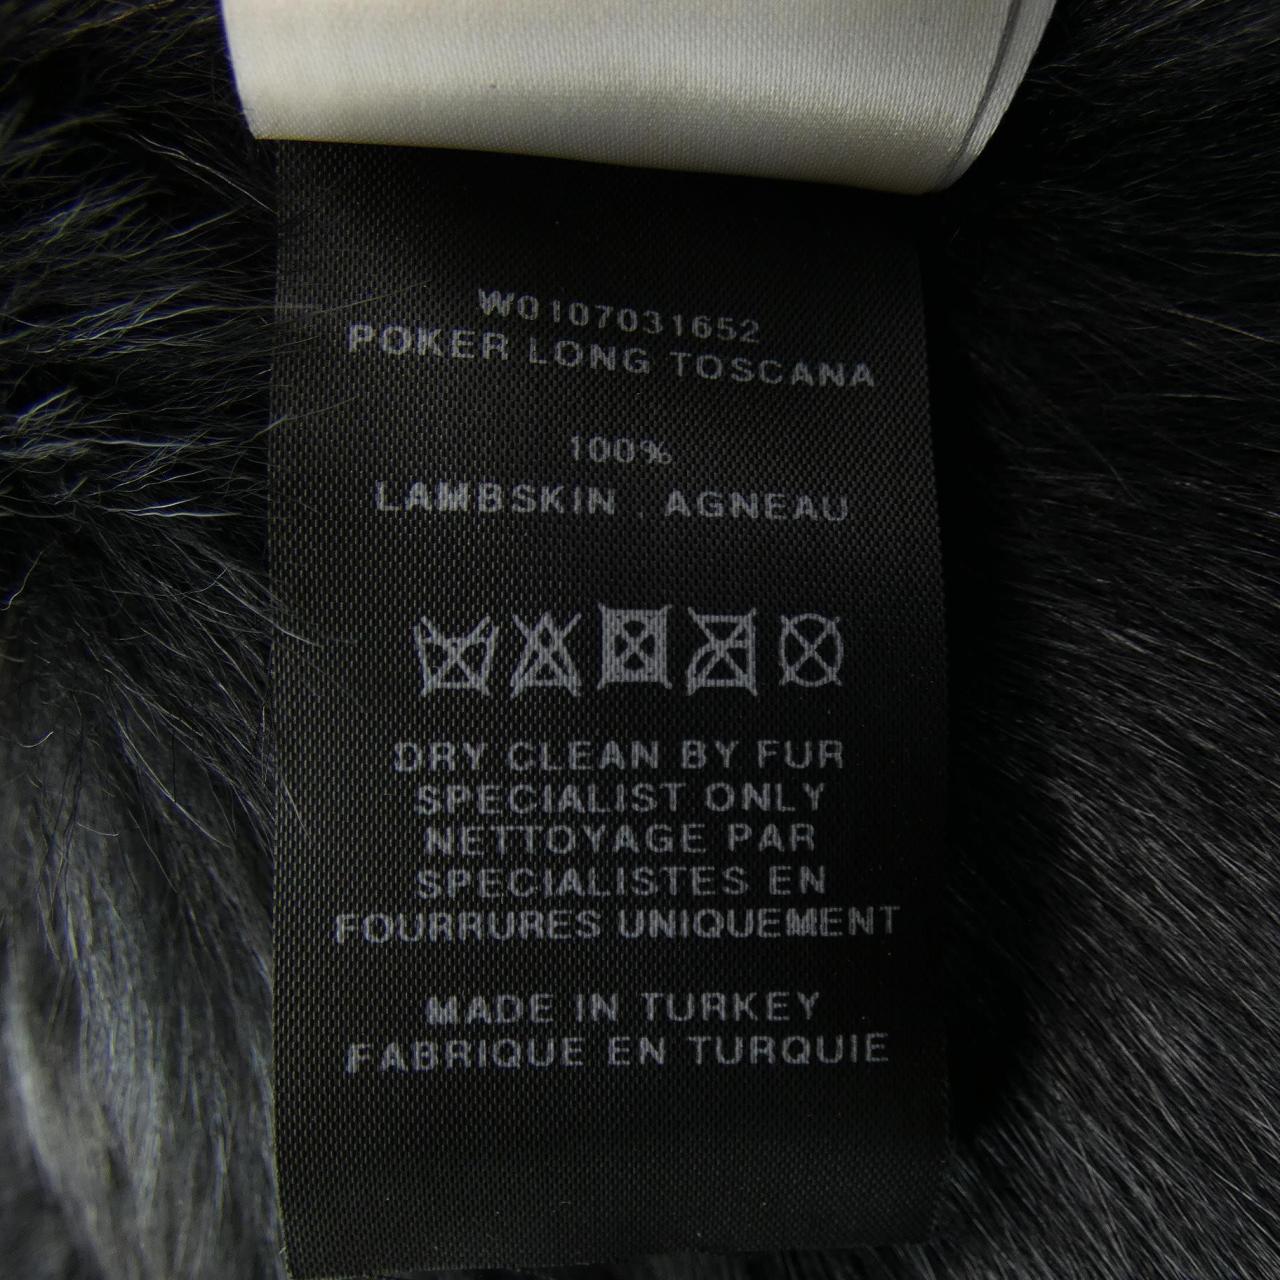 W0107031652
POKER LONG TOSCANA
100%
LAMBSKIN . AGNEAU
DRY CLEAN BY FUR
SPECIALIST ONLY
NETTOYAGE PAR
SPECIALISTES EN
FOURRURES UNIQUEMENT
MADE IN TURKEY
FABRIQUE EN TURQUIE